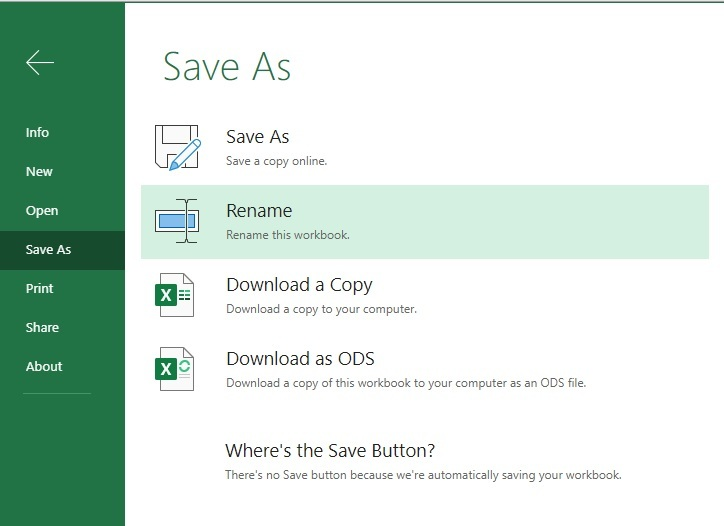 Save As
Info
New
Open
Save As
Print
Share
About
Save As
Save a copy online.
Rename
Rename this workbook.
X
Download a Copy
Download a copy to your computer.
X
Download as ODS
Download a copy of this workbook to your computer as an ODS file.
Where's the Save Button?
There's no Save button because we're automatically saving your workbook.